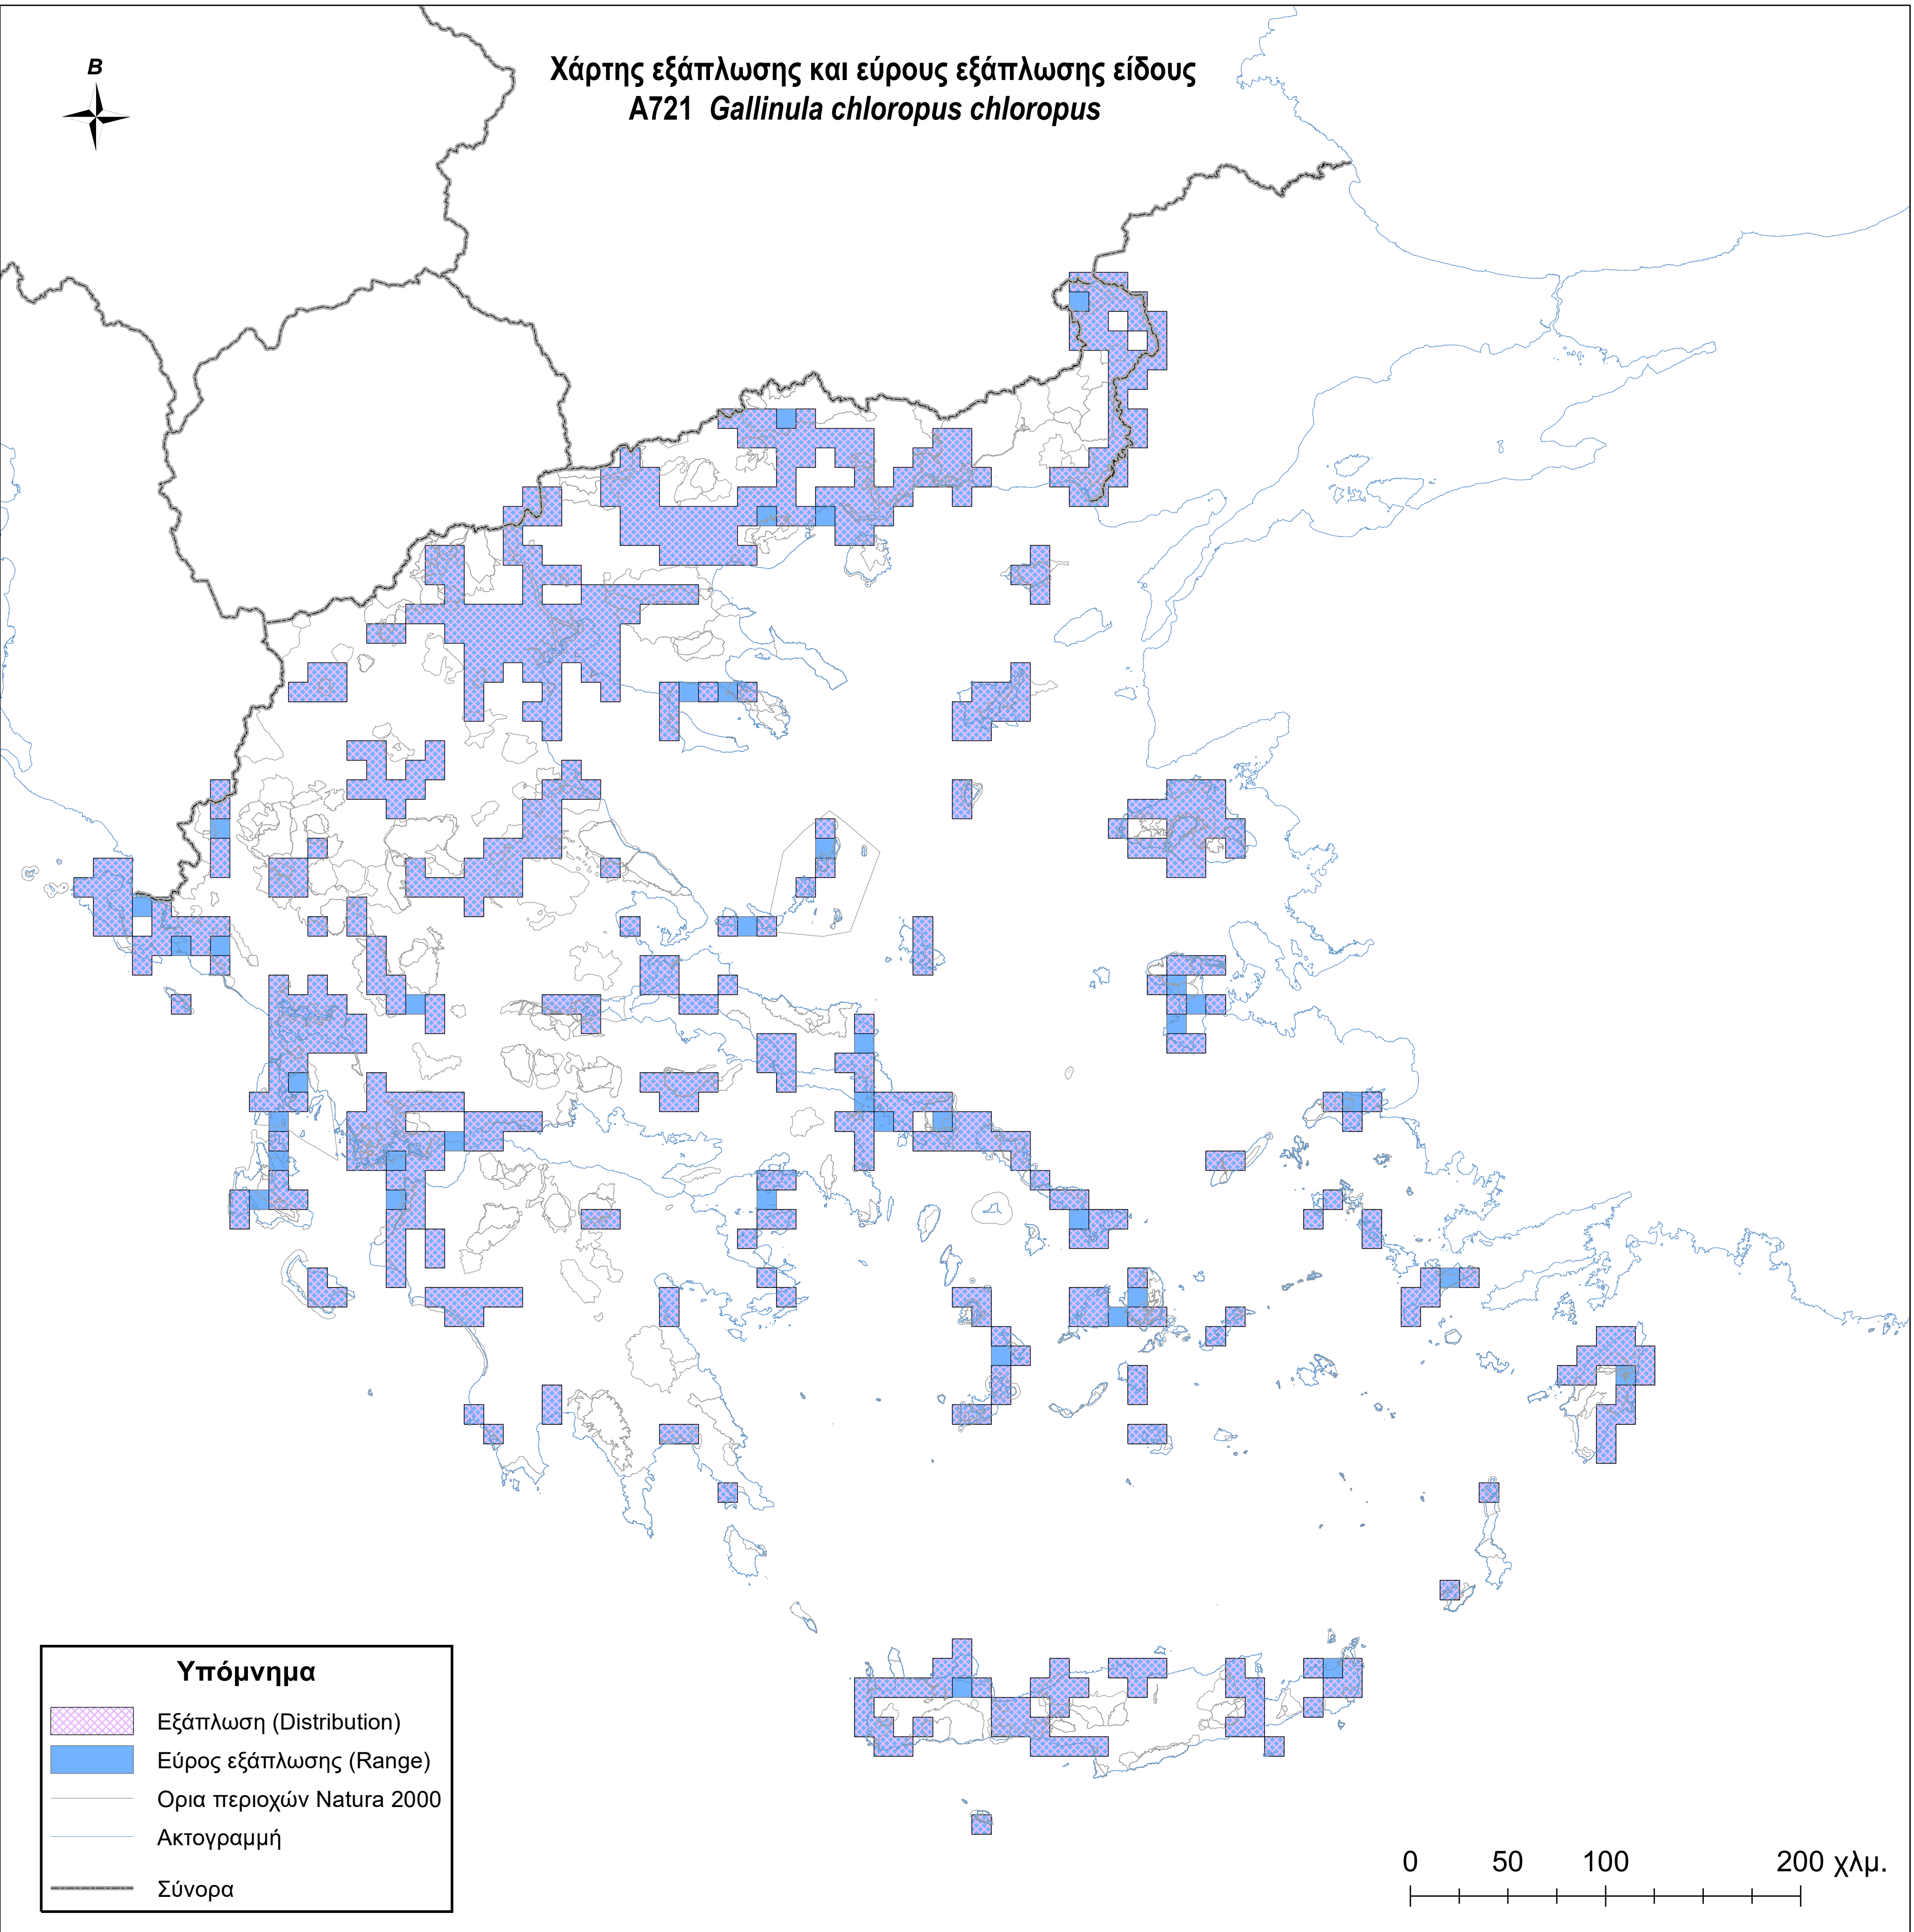 Χάρτης εξάπλωσης και εύρους εξάπλωσης είδους
A721 Gallinula chloropus chloropus
B
Υπόμνημα
Εξάπλωση (Distribution)
Εύρος εξάπλωσης (Range)
Ορια περιοχών Natura 2000
Ακτογραμμή
Σύνορα
0 50 100 200 χλμ.